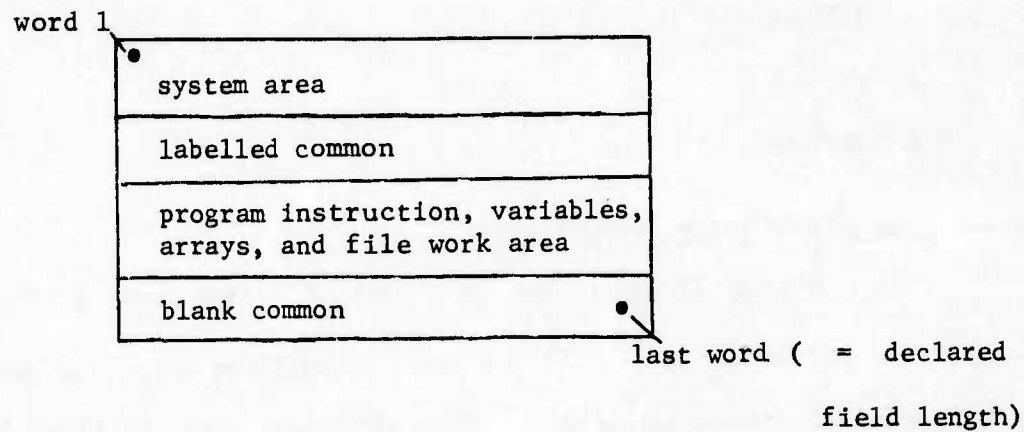 word 1
system area
labelled common
program instruction, variables,
arrays, and file work area
blank common
last word ( = declared
field length)